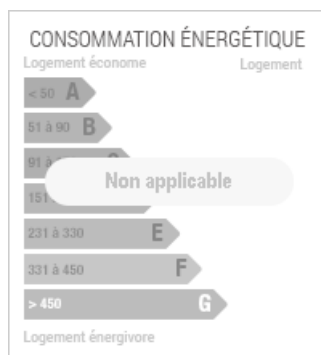 CONSOMMATION ÉNERGÉTIQUE
Logement économe Logement
< 50 A
51 à 90 B
91 à
Non applicable
151
231 à 330 E
331 à 450 F
> 450 G
Logement énergivore